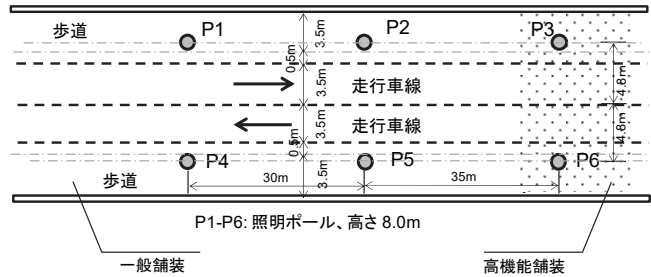 歩道
P1
P2
P3
3.5m
0.5m
3.5m
走行車線
4.8m
3.5m
走行車線
4.8m
0.5m
P4
P5
P6
歩道
30m
3.5m
35m
P1-P6: 照明ポール、高さ 8.0m
一般舗装
高機能舗装